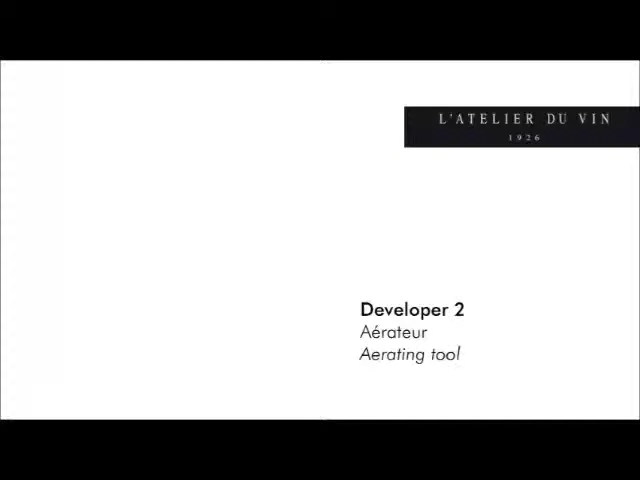 L'ATELIER DU VIN
1926
Developer 2
Aérateur
Aerating tool